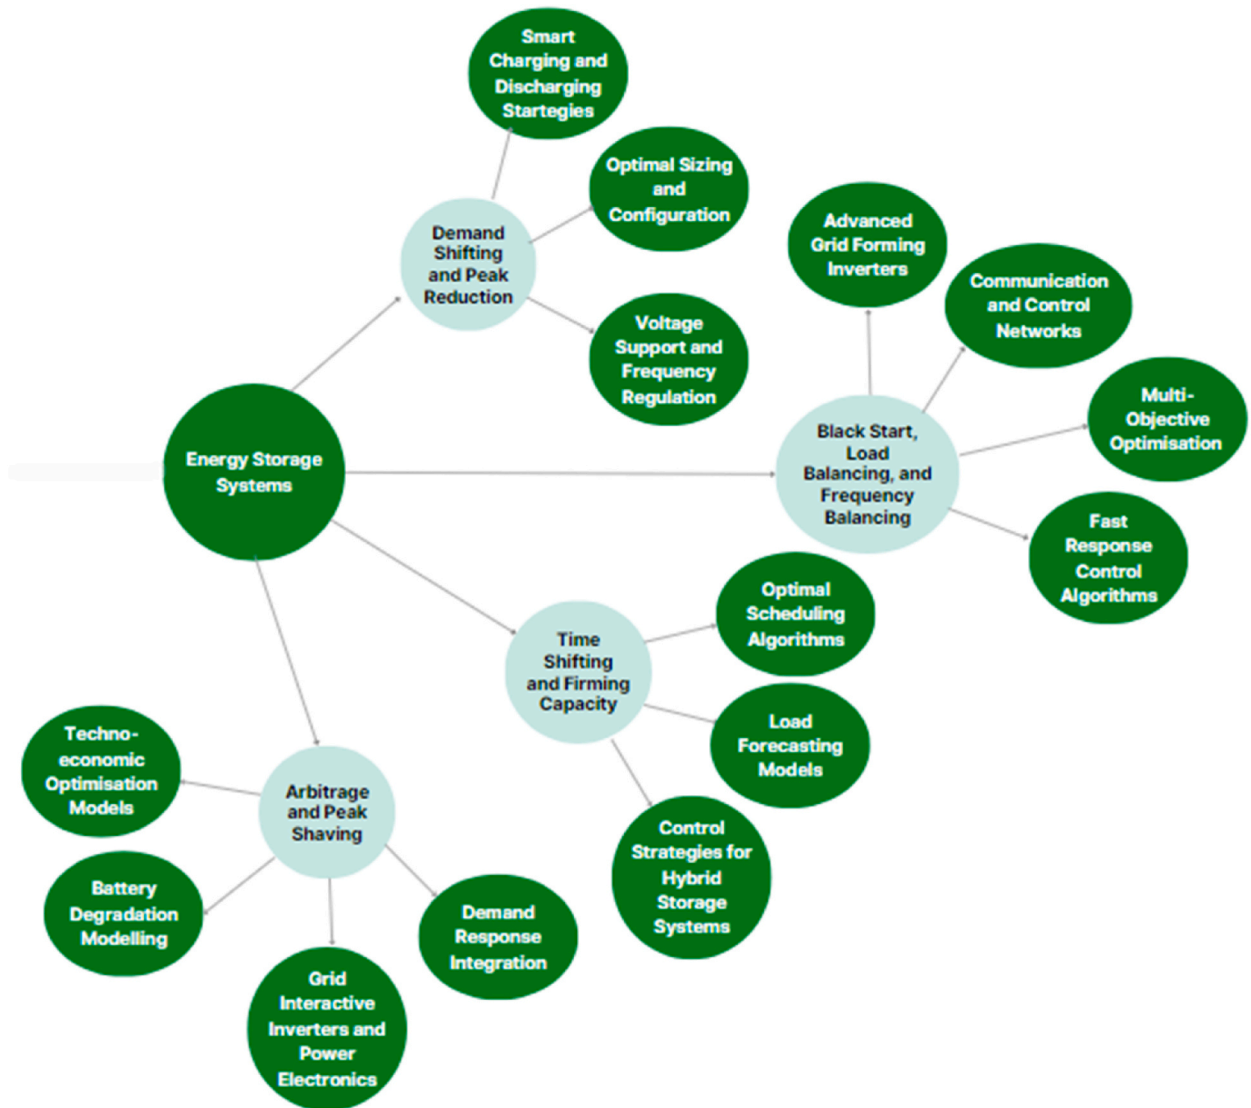 Smart
Charging and
Discharging
Startegies
Optimal Sizing
and
Configuration
Demand
Shifting
and Peak
Reduction
Voltage
Support and
Frequency
Regulation
Advanced
Grid Forming
Inverters
Communication
and Control
Networks
Multi-
Objective
Optimisation
Black Start,
Load
Balancing, and
Frequency
Balancing
Fast
Response
Control
Algorithms
Energy Storage
Systems
Optimal
Scheduling
Algorithms
Time
Shifting
and Firming
Capacity
Load
Forecasting
Models
Control
Strategies for
Hybrid
Storage
Systems
Techno-
economic
Optimisation
Models
Arbitrage
and Peak
Shaving
Battery
Degradation
Modelling
Demand
Response
Integration
Grid
Interactive
Inverters and
Power
Electronics